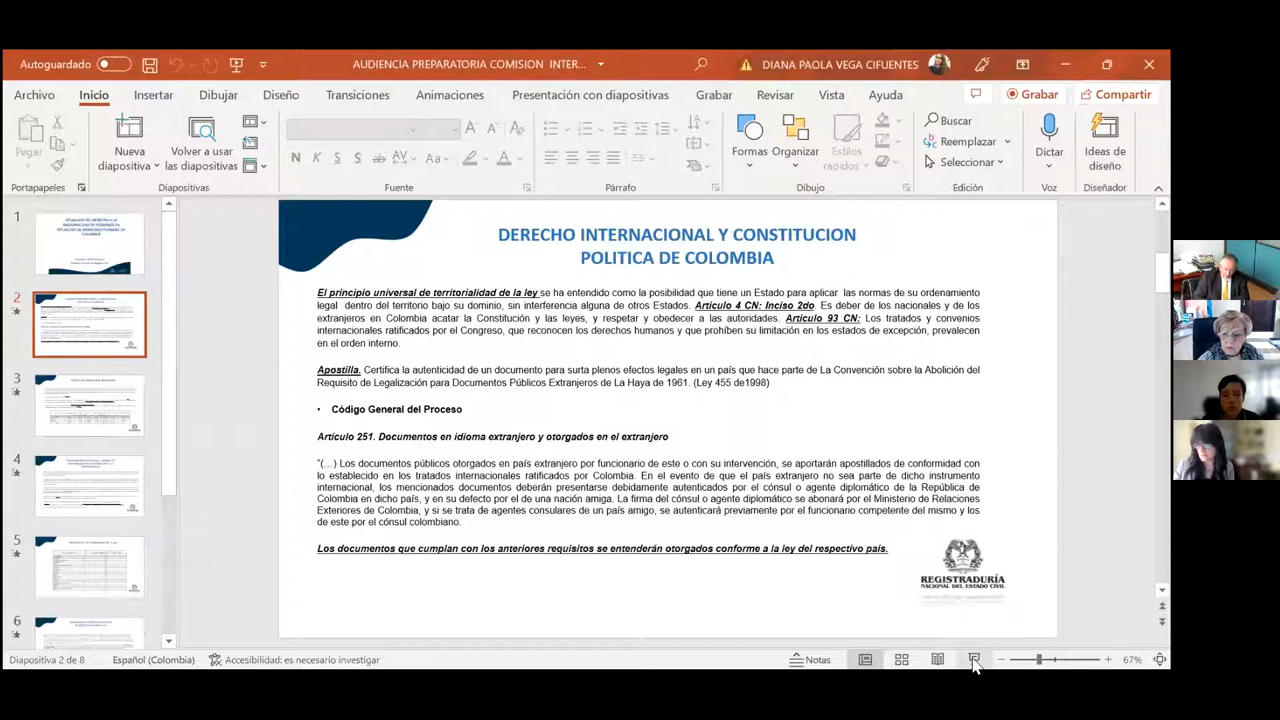 Autoguardado
AUDIENCIA PREPARATORIA COMISION INTER...
DIANA PAOLA VEGA CIFUENTES
Archivo Inicio Insertar Dibujar Diseño Transiciones Animaciones Presentación con diapositivas Grabar Revisar Vista Ayuda
Grabar
Compartir
Pegar
Nueva diapositiva
Volver a usar las diapositivas
N K S S ab AV Aa A
Formas
Organizar
Estilos rápidos
Buscar
Reemplazar
Seleccionar
Dictar
Ideas de diseño
Portapapeles Diapositivas Fuente Párrafo Dibujo Edición Voz Diseñador
1
2
3
4
5
6
DERECHO INTERNACIONAL Y CONSTITUCION
POLITICA DE COLOMBIA
El principio universal de territorialidad de la ley se ha entendido como la posibilidad que tiene un Estado para aplicar las normas de su ordenamiento
legal dentro del territorio bajo su dominio, sin interferencia alguna de otros Estados. Artículo 4 CN; Inciso 2do. Es deber de los nacionales y de los
extranjeros en Colombia acatar la Constitución y las leyes, y respetar y obedecer a las autoridades. Artículo 93 CN; Los tratados y convenios
internacionales ratificados por el Congreso, que reconocen los derechos humanos y que prohíben su limitación en los estados de excepción, prevalecen
en el orden interno.
Apostilla. Certifica la autenticidad de un documento para surta plenos efectos legales en un país que hace parte de La Convención sobre la Abolición del
Requisito de Legalización para Documentos Públicos Extranjeros de La Haya de 1961. (Ley 455 de1998)
• Código General del Proceso
Artículo 251. Documentos en idioma extranjero y otorgados en el extranjero
"(…) Los documentos públicos otorgados en país extranjero por funcionario de este o con su intervención, se aportarán apostillados de conformidad con
lo establecido en los tratados internacionales ratificados por Colombia. En el evento de que el país extranjero no sea parte de dicho instrumento
internacional, los mencionados documentos deberán presentarse debidamente autenticados por el cónsul o agente diplomático de la República de
Colombia en dicho país, y en su defecto por el de una nación amiga. La firma del cónsul o agente diplomático se abonará por el Ministerio de Relaciones
Exteriores de Colombia, y si se trata de agentes consulares de un país amigo, se autenticará previamente por el funcionario competente del mismo y los
de este por el cónsul colombiano.
Los documentos que cumplan con los anteriores requisitos se entenderán otorgados conforme a la ley del respectivo país.
REGISTRADURÍA
NACIONAL DEL ESTADO CIVIL
Diapositiva 2 de 8
Español (Colombia)
Accesibilidad: es necesario investigar
Notas
67%